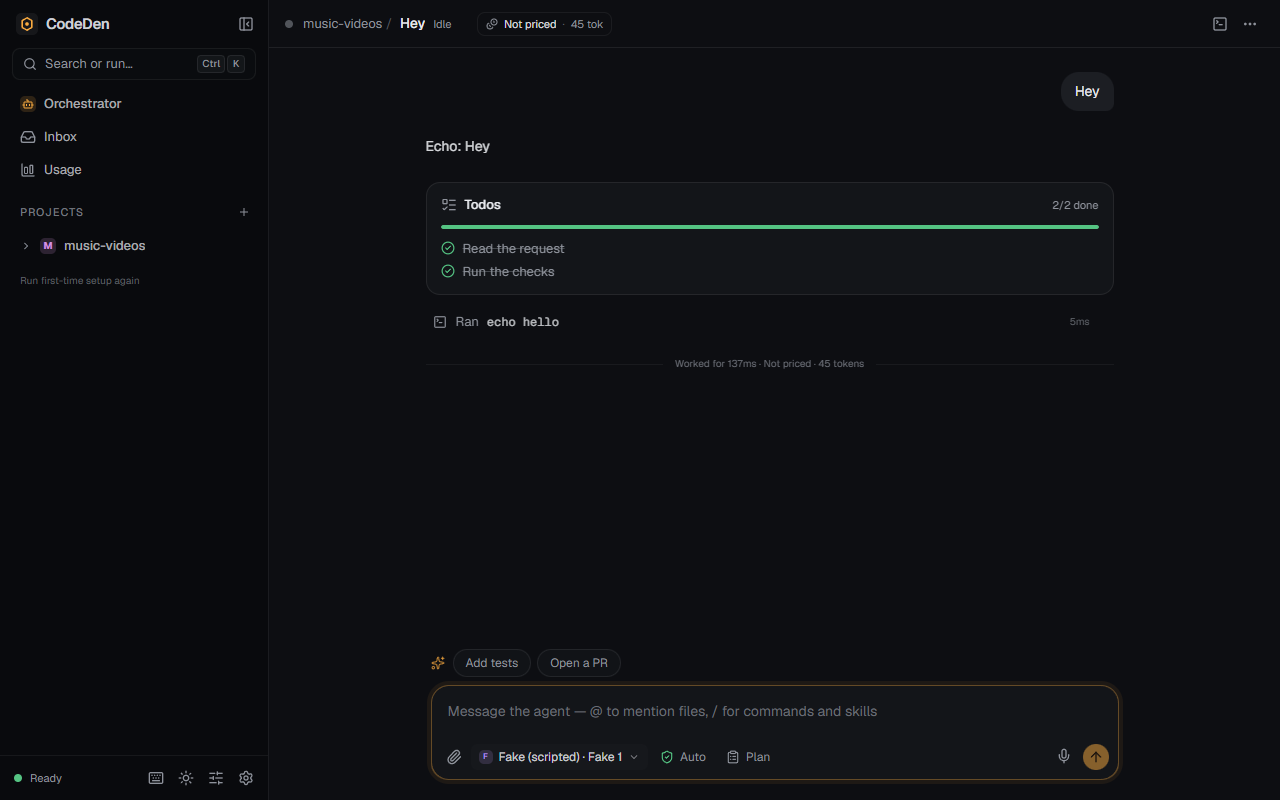 CodeDen
Search or run... Ctrl K
Orchestrator
Inbox
Usage
PROJECTS
M music-videos
Run first-time setup again
Ready
music-videos / Hey Idle
Not priced · 45 tok
Hey
Echo: Hey
Todos 2/2 done
Read the request
Run the checks
Ran echo hello 5ms
Worked for 137ms · Not priced · 45 tokens
Add tests Open a PR
Message the agent — @ to mention files, / for commands and skills
F Fake (scripted) · Fake 1 Auto Plan